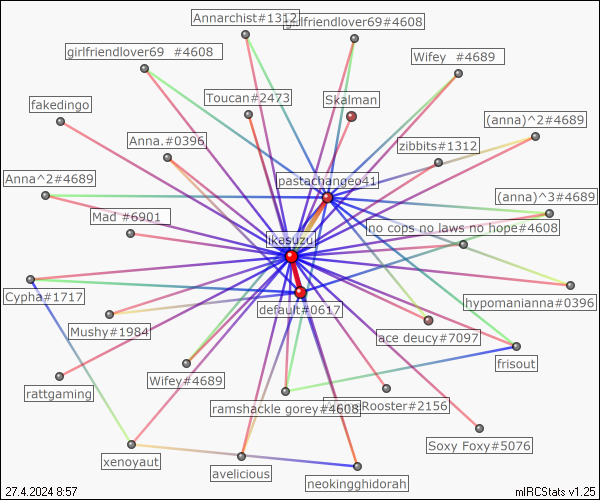 Annarchist#1312
girlfriendlover69#4608
girlfriendlover69 #4608
Wifey #4689
fakedingo
Toucan#2473
Skalman
(anna)^2#4689
Anna.#0396
zibbits#1312
Anna^2#4689
pastachangeo41
(anna)^3#4689
Mad #6901
no cops no laws no hope#4608
Ikasuzu
Cypha#1717
hypomanianna#0396
default#0617
Mushy#1984
ace deucy#7097
frisout
Wifey#4689
rattgaming
ramshackle gorey#4608
Rooster#2156
Soxy Foxy#5076
xenoyaut
avelicious
neokingghidorah
27.4.2024 8:57
mIRCStats v1.25